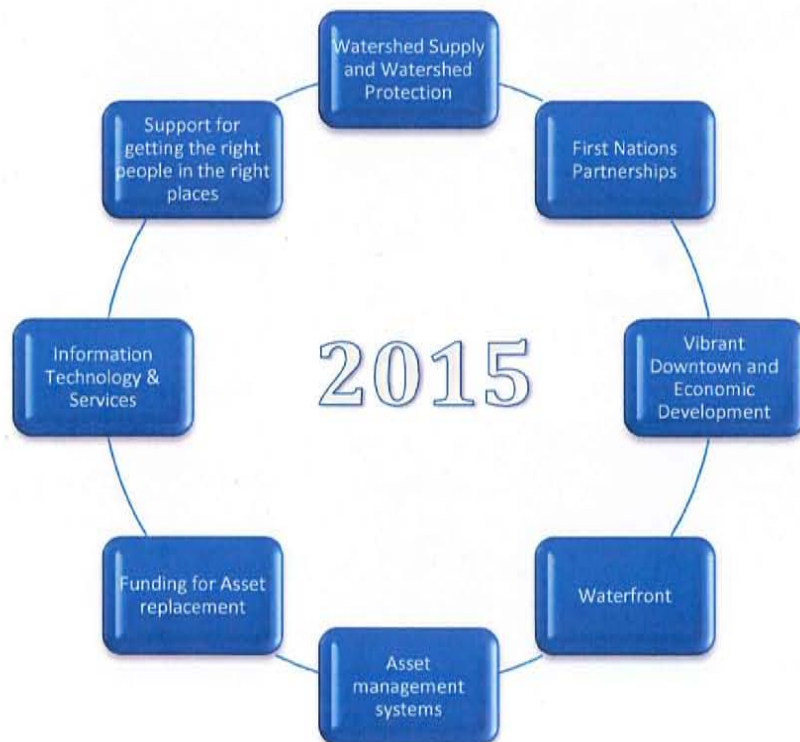 Watershed Supply
and Watershed
Protection
First Nations
Partnerships
Vibrant
Downtown and
Economic
Development
Waterfront
Asset
management
systems
Funding for Asset
replacement
Information
Technology &
Services
Support for
getting the right
people in the right
places
2015